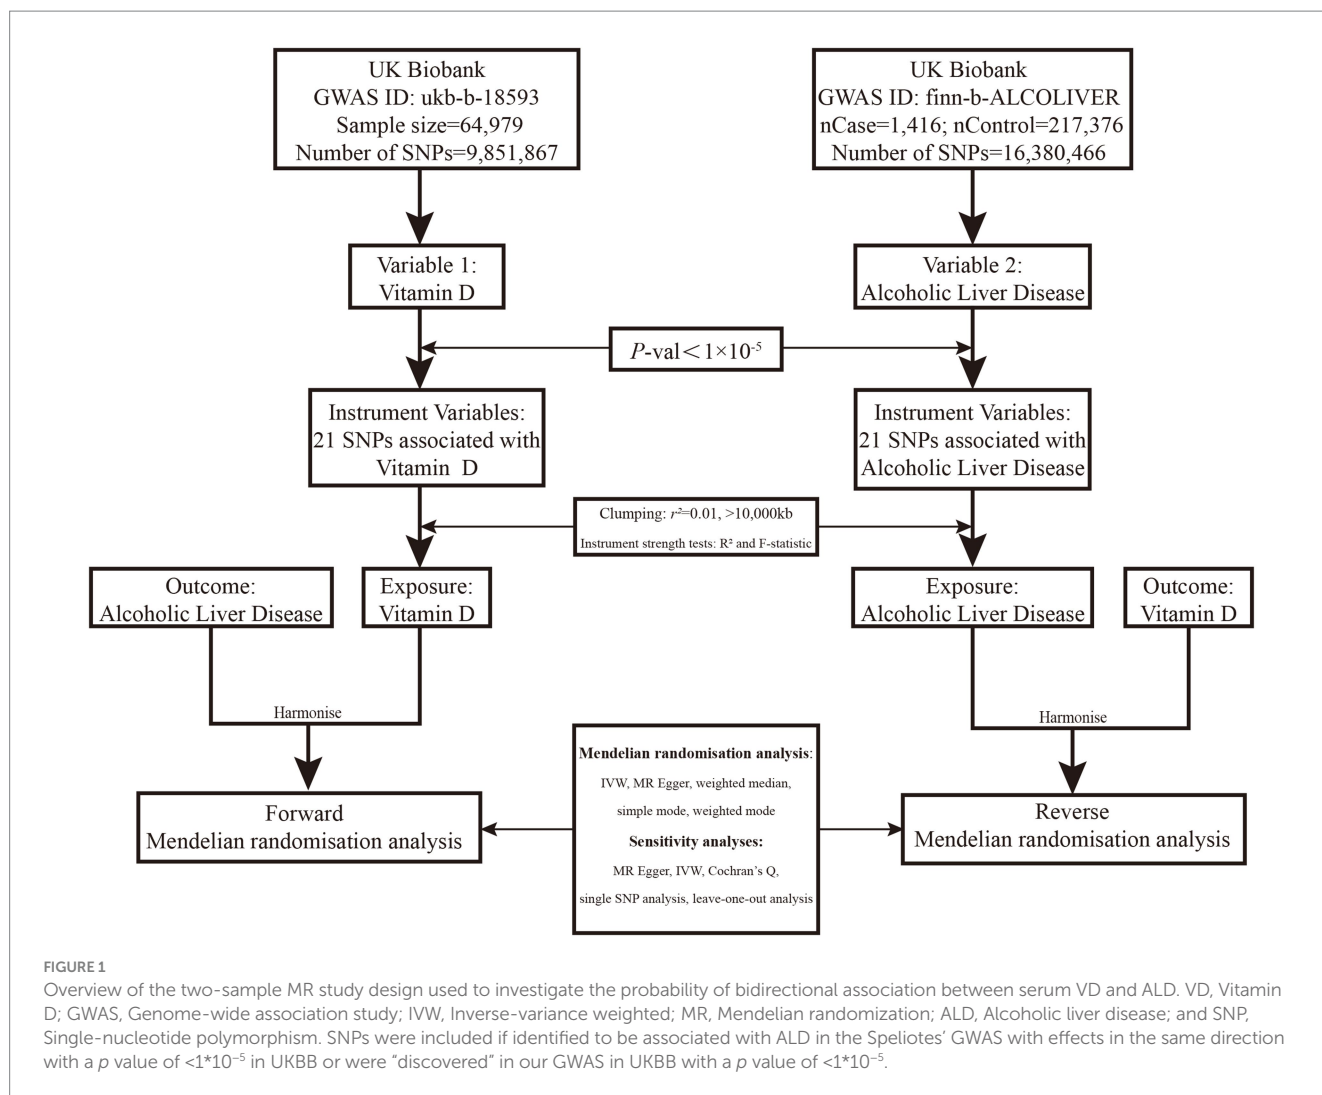 UK Biobank
GWAS ID: ukb-b-18593
Sample size=64,979
Number of SNPs=9,851,867
UK Biobank
GWAS ID: finn-b-ALCOLIVER
nCase=1,416; nControl=217,376
Number of SNPs=16,380,466
Variable 1:
Vitamin D
Variable 2:
Alcoholic Liver Disease
P-val<1×10⁻⁵
Instrument Variables:
21 SNPs associated with
Vitamin D
Instrument Variables:
21 SNPs associated with
Alcoholic Liver Disease
Clumping: r²=0.01, >10,000kb
Instrument strength tests: R² and F-statistic
Outcome:
Alcoholic Liver Disease
Exposure:
Vitamin D
Exposure:
Alcoholic Liver Disease
Outcome:
Vitamin D
Harmonise
Harmonise
Forward
Mendelian randomisation analysis
Mendelian randomisation analysis:
IVW, MR Egger, weighted median,
simple mode, weighted mode
Sensitivity analyses:
MR Egger, IVW, Cochran's Q,
single SNP analysis, leave-one-out analysis
Reverse
Mendelian randomisation analysis
FIGURE 1
Overview of the two-sample MR study design used to investigate the probability of bidirectional association between serum VD and ALD. VD, Vitamin
D; GWAS, Genome-wide association study; IVW, Inverse-variance weighted; MR, Mendelian randomization; ALD, Alcoholic liver disease; and SNP,
Single-nucleotide polymorphism. SNPs were included if identified to be associated with ALD in the Speliotes' GWAS with effects in the same direction
with a p value of <1*10⁻⁵ in UKBB or were "discovered" in our GWAS in UKBB with a p value of <1*10⁻⁵.